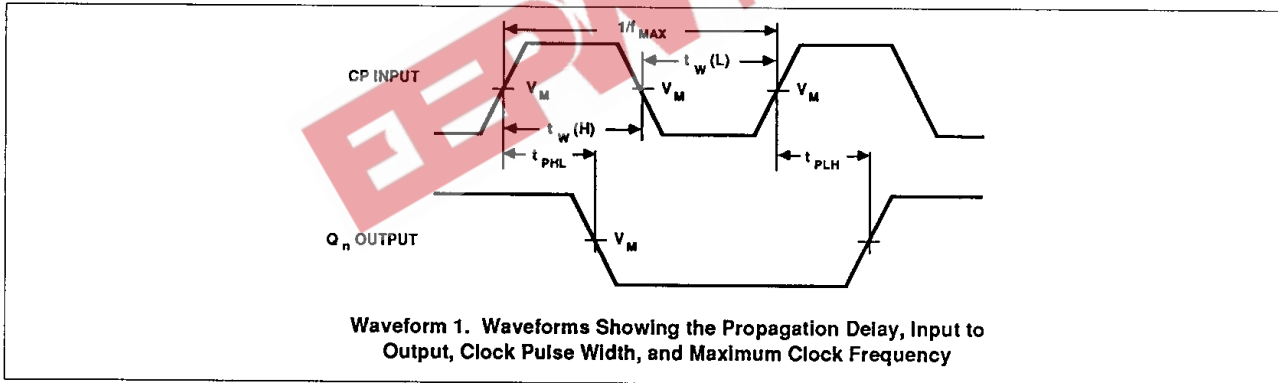 1/f MAX
t W (L)
CP INPUT
V M
V M
V M
t W (H)
t PHL
t PLH
Q n OUTPUT
V M
Waveform 1. Waveforms Showing the Propagation Delay, Input to
Output, Clock Pulse Width, and Maximum Clock Frequency